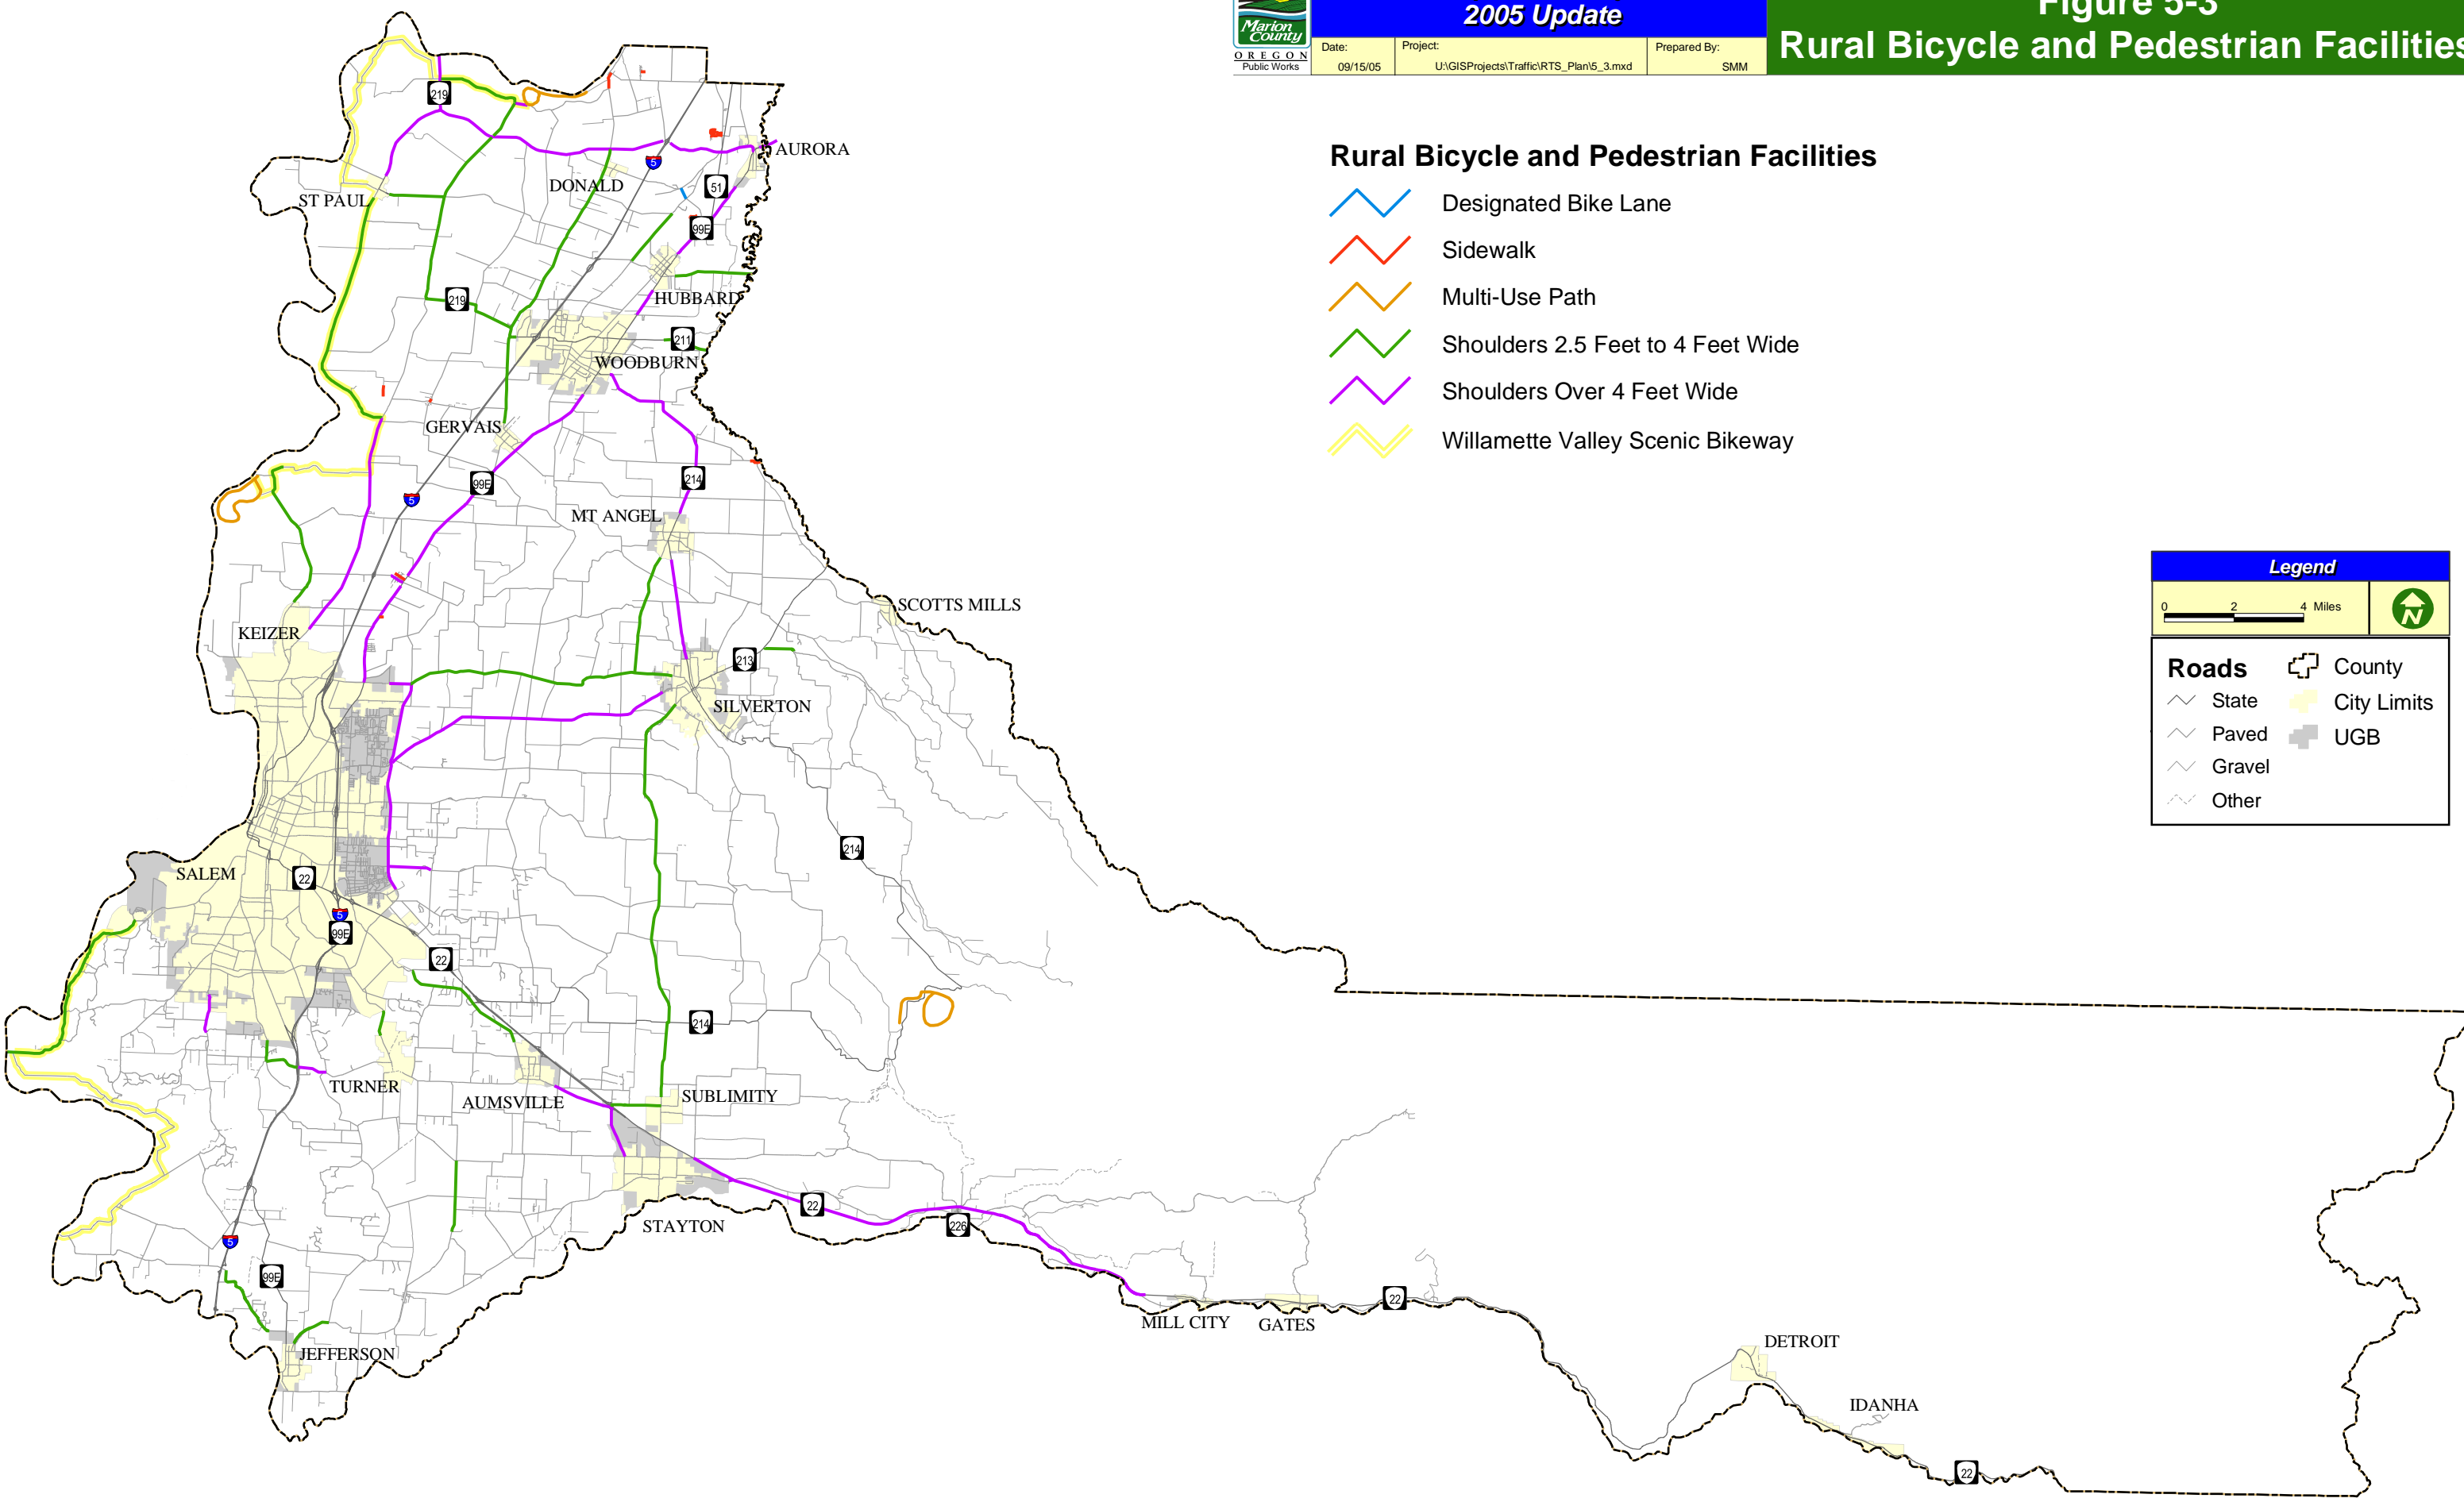 Marion
County
OREGON
Public Works
2005 Update
Date:
09/15/05
Project:
U:\GISProjects\Traffic\RTS_Plan\5_3.mxd
Prepared By:
SMM
Figure 5-3
Rural Bicycle and Pedestrian Facilities
Rural Bicycle and Pedestrian Facilities
Designated Bike Lane
Sidewalk
Multi-Use Path
Shoulders 2.5 Feet to 4 Feet Wide
Shoulders Over 4 Feet Wide
Willamette Valley Scenic Bikeway
Legend
0 2 4 Miles
N
Roads
State
Paved
Gravel
Other
County
City Limits
UGB
219
AURORA
5
DONALD
51
ST PAUL
99E
219
HUBBARD
211
WOODBURN
GERVAIS
214
99E
5
MT ANGEL
SCOTTS MILLS
KEIZER
213
SILVERTON
214
SALEM
22
5
99E
22
214
TURNER
SUBLIMITY
AUMSVILLE
22
STAYTON
226
5
99E
22
MILL CITY
GATES
DETROIT
JEFFERSON
IDANHA
22